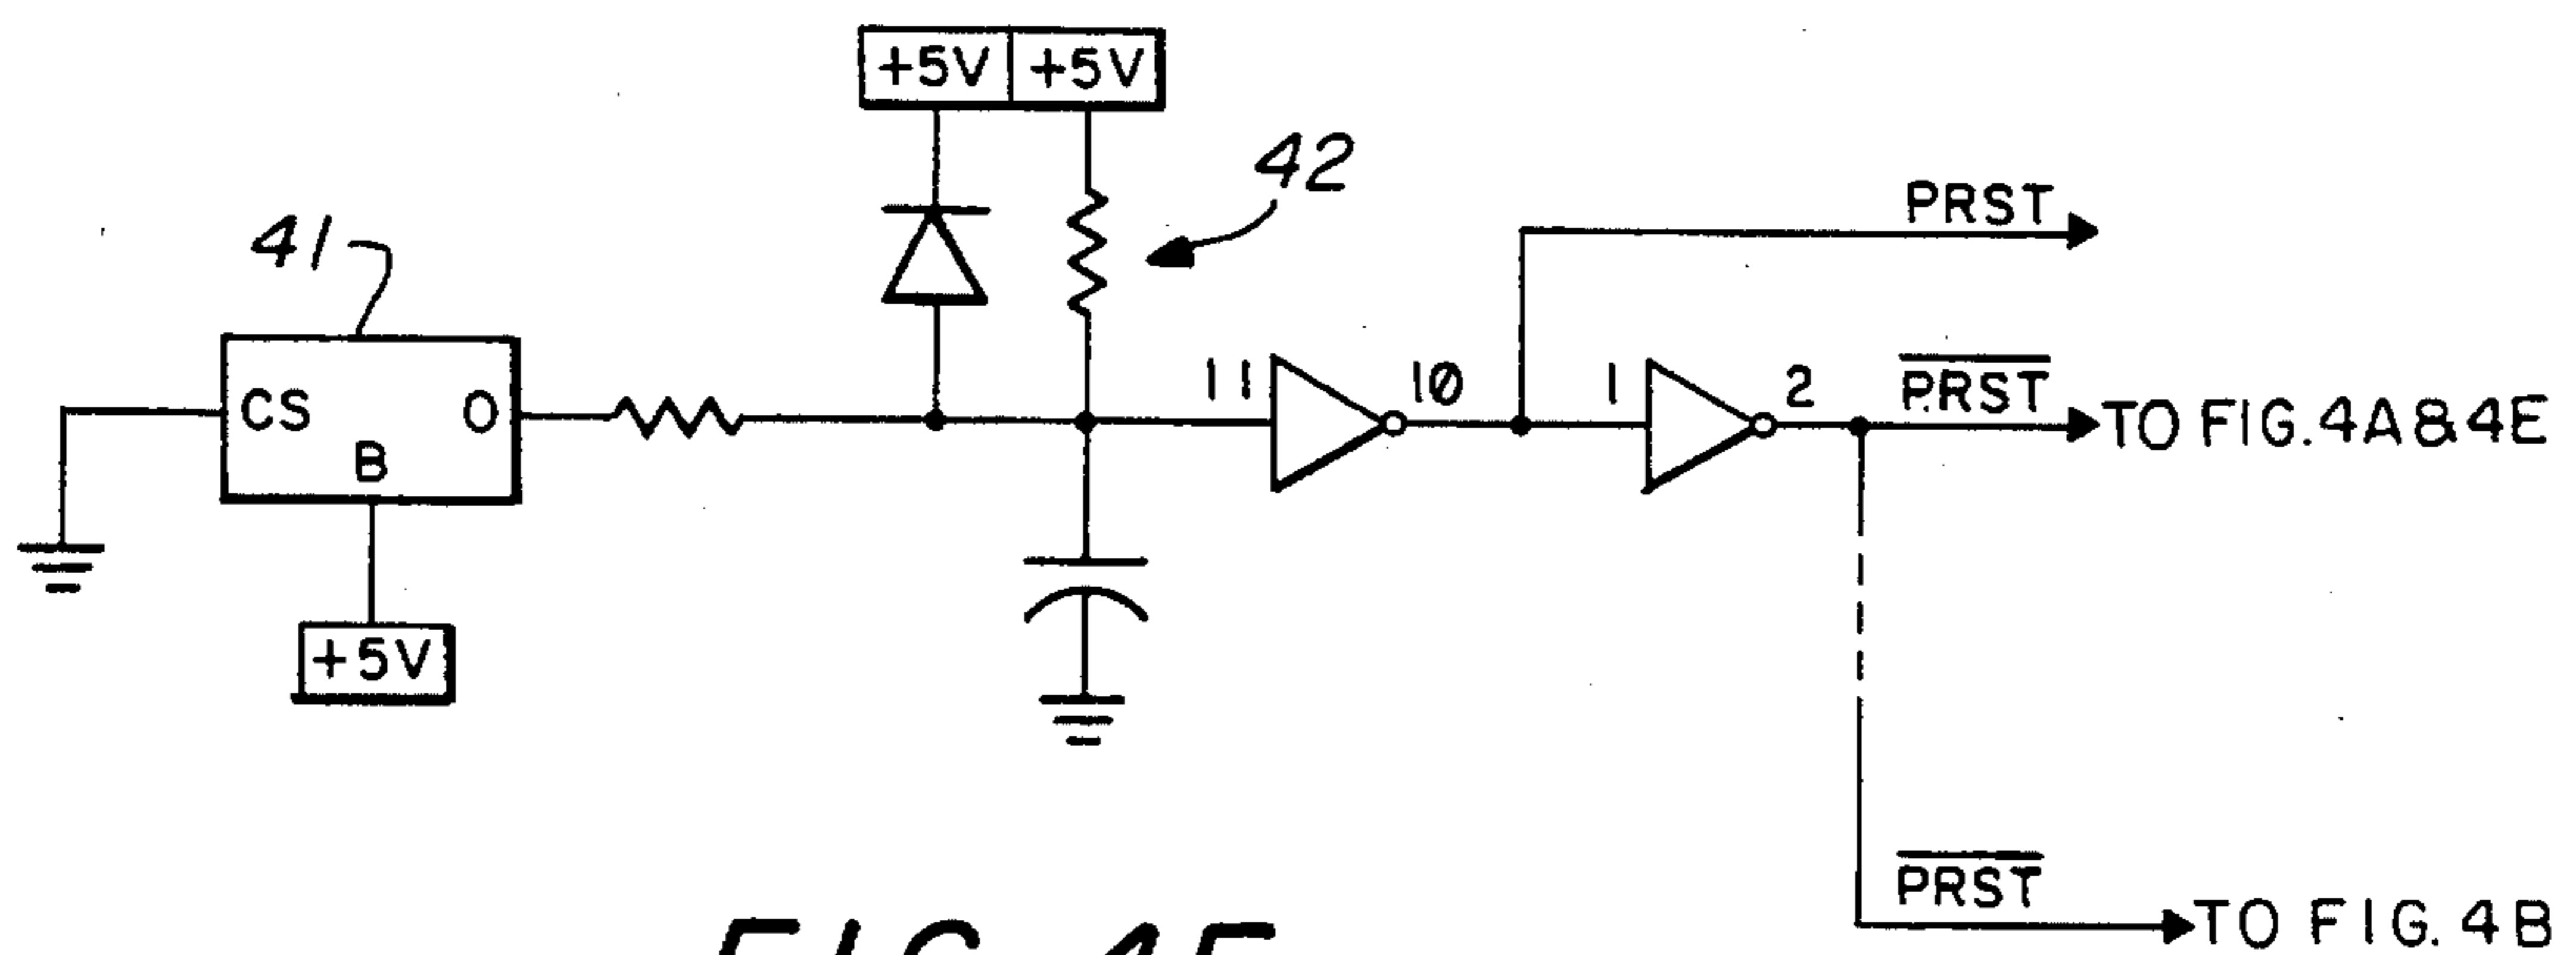 +5V +5V
42
PRST
41
CS O
B
11 10 1 2
PRST TO FIG. 4A & 4E
+5V
PRST TO FIG. 4B